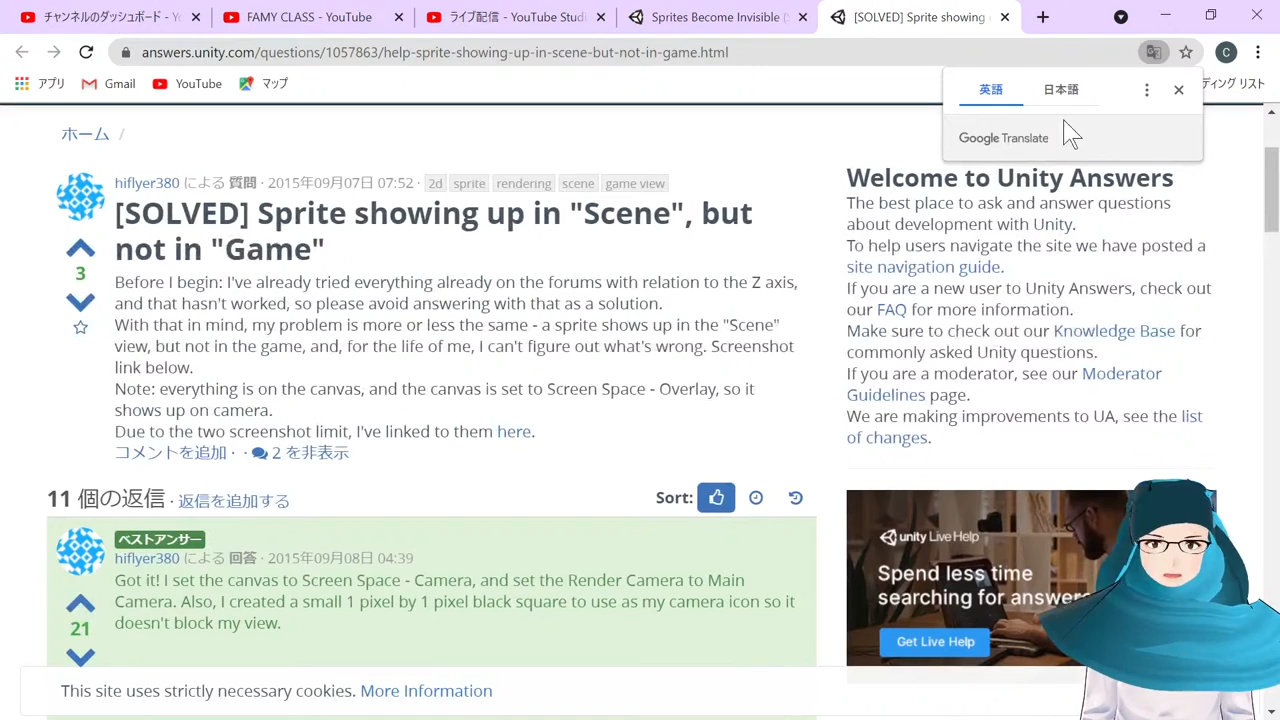 チャンネルのダッシュボード - Y
FAMY CLASS - YouTube
ライブ配信 - YouTube Studi
Sprites Become Invisible (
[SOLVED] Sprite showing
answers.unity.com/questions/1057863/help-sprite-showing-up-in-scene-but-not-in-game.html
C
アプリ
Gmail
YouTube
マップ
ディング リスト
英語
日本語
Google Translate
ホーム /
hiflyer380 による 質問 · 2015年09月07日 07:52 · 2d sprite rendering scene game view
[SOLVED] Sprite showing up in "Scene", but
not in "Game"
3
Before I begin: I've already tried everything already on the forums with relation to the Z axis,
and that hasn't worked, so please avoid answering with that as a solution.
With that in mind, my problem is more or less the same - a sprite shows up in the "Scene"
view, but not in the game, and, for the life of me, I can't figure out what's wrong. Screenshot
link below.
Note: everything is on the canvas, and the canvas is set to Screen Space - Overlay, so it
shows up on camera.
Due to the two screenshot limit, I've linked to them here.
コメントを追加 · · 2 を非表示
11 個の返信 · 返信を追加する
Sort:
ベストアンサー
hiflyer380 による 回答 · 2015年09月08日 04:39
Got it! I set the canvas to Screen Space - Camera, and set the Render Camera to Main
Camera. Also, I created a small 1 pixel by 1 pixel black square to use as my camera icon so it
doesn't block my view.
21
Welcome to Unity Answers
The best place to ask and answer questions
about development with Unity.
To help users navigate the site we have posted a
site navigation guide.
If you are a new user to Unity Answers, check out
our FAQ for more information.
Make sure to check out our Knowledge Base for
commonly asked Unity questions.
If you are a moderator, see our Moderator
Guidelines page.
We are making improvements to UA, see the list
of changes.
unity Live Help
Spend less time
searching for answe
Get Live Help
This site uses strictly necessary cookies. More Information